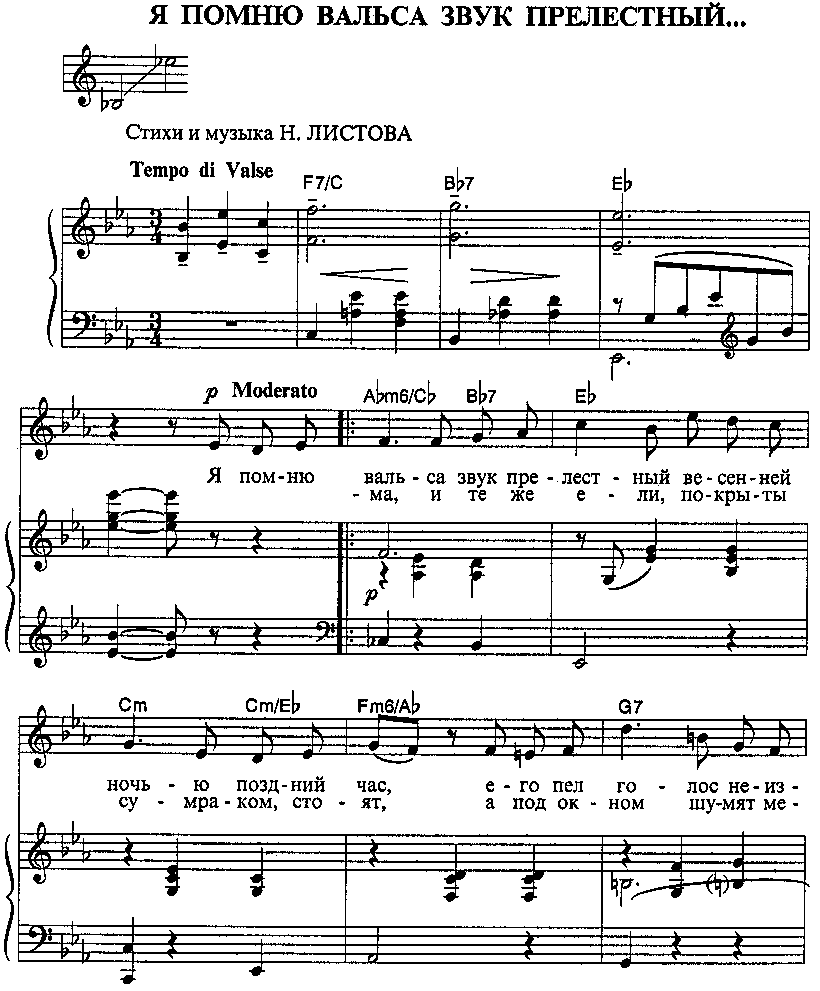 Я ПОМНЮ ВАЛЬСА ЗВУК ПРЕЛЕСТНЫЙ...
Стихи и музыка Н. ЛИСТОВА
Tempo di Valse
F7/C B♭7 E♭
p Moderato A♭m6/C♭ B♭7 E♭
Я пом-ню валь-са звук пре-лест-ный ве-сен-ней
-ма, и те же е-ли, по-кры-ты
p
Cm Cm/E♭ Fm6/A♭ G7
ночь-ю позд-ний час, е-го пел го-лос не-из-
су-мра-ком, сто-ят, а под ок-ном шу-мят ме-